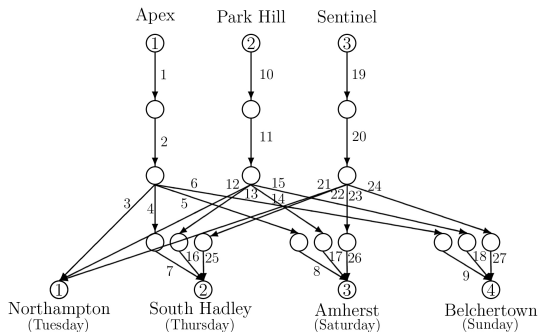 Apex Park Hill Sentinel
1 2 3
1 10 19
2 11 20
6 12 15 21 24
3 4 5 13 14 22 23
16 25 17 26 18 27
7 8 9
1 2 3 4
Northampton South Hadley Amherst Belchertown
(Tuesday) (Thursday) (Saturday) (Sunday)